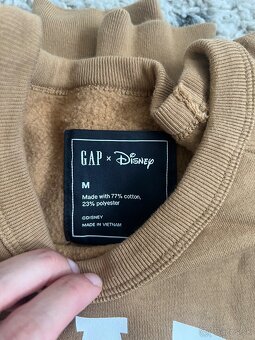 GAP × Disney
M
Made with 77% cotton,
23% polyester
©DISNEY
MADE IN VIETNAM